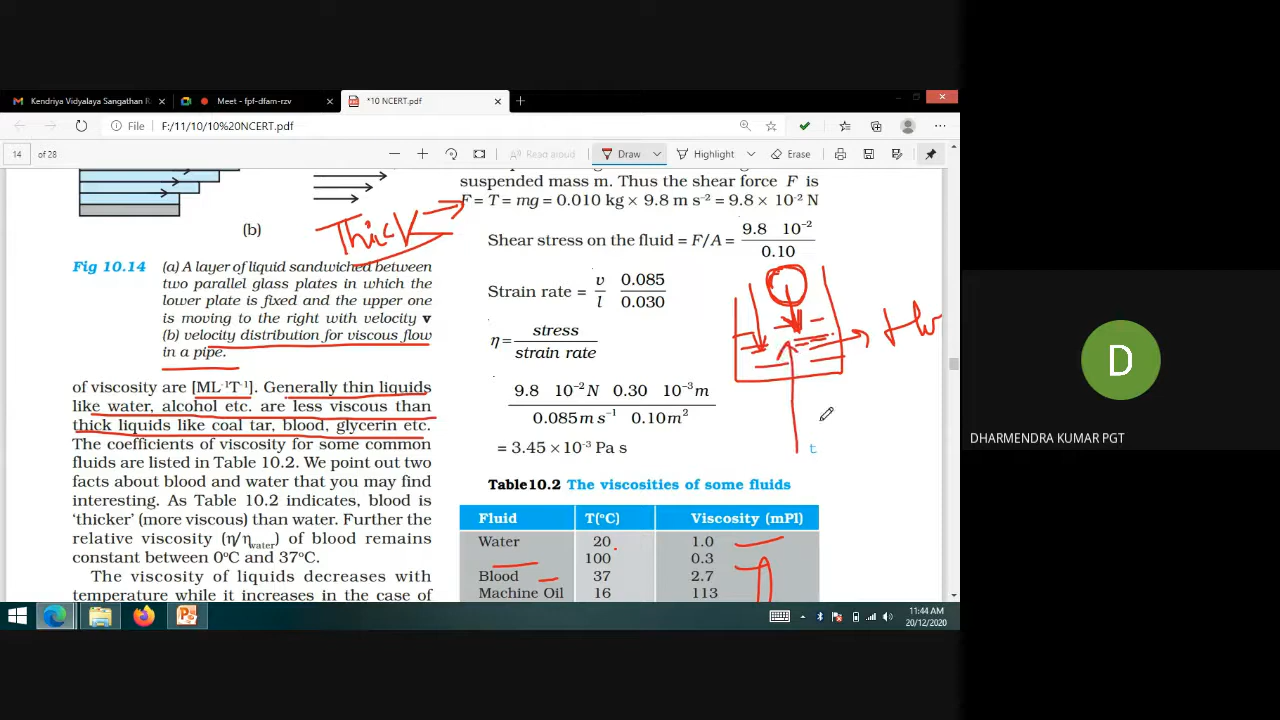 Kendriya Vidyalaya Sangathan R
Meet - fpf-dfam-rzv
*10 NCERT.pdf
File
F:/11/10/10%20NCERT.pdf
14
of 28
Read aloud
Draw
Highlight
Erase
(b)
Thick
Fig 10.14 (a) A layer of liquid sandwiched between
two parallel glass plates in which the
lower plate is fixed and the upper one
is moving to the right with velocity v
(b) velocity distribution for viscous flow
in a pipe.
of viscosity are [ML⁻¹T⁻¹]. Generally thin liquids
like water, alcohol etc. are less viscous than
thick liquids like coal tar, blood, glycerin etc.
The coefficients of viscosity for some common
fluids are listed in Table 10.2. We point out two
facts about blood and water that you may find
interesting. As Table 10.2 indicates, blood is
‘thicker’ (more viscous) than water. Further the
relative viscosity (η/ηwater) of blood remains
constant between 0°C and 37°C.
The viscosity of liquids decreases with
temperature while it increases in the case of
suspended mass m. Thus the shear force F is
F = T = mg = 0.010 kg × 9.8 m s⁻² = 9.8 × 10⁻² N
Shear stress on the fluid = F/A = 9.8 10⁻²
0.10
Strain rate = v 0.085
l 0.030
η = stress
strain rate
9.8 10⁻² N 0.30 10⁻³ m
0.085 m s⁻¹ 0.10 m²
= 3.45 × 10⁻³ Pa s
t
Table10.2 The viscosities of some fluids
Fluid T(°C) Viscosity (mPl)
Water 20 1.0
100 0.3
Blood 37 2.7
Machine Oil 16 113
11:44 AM
20/12/2020
D
DHARMENDRA KUMAR PGT